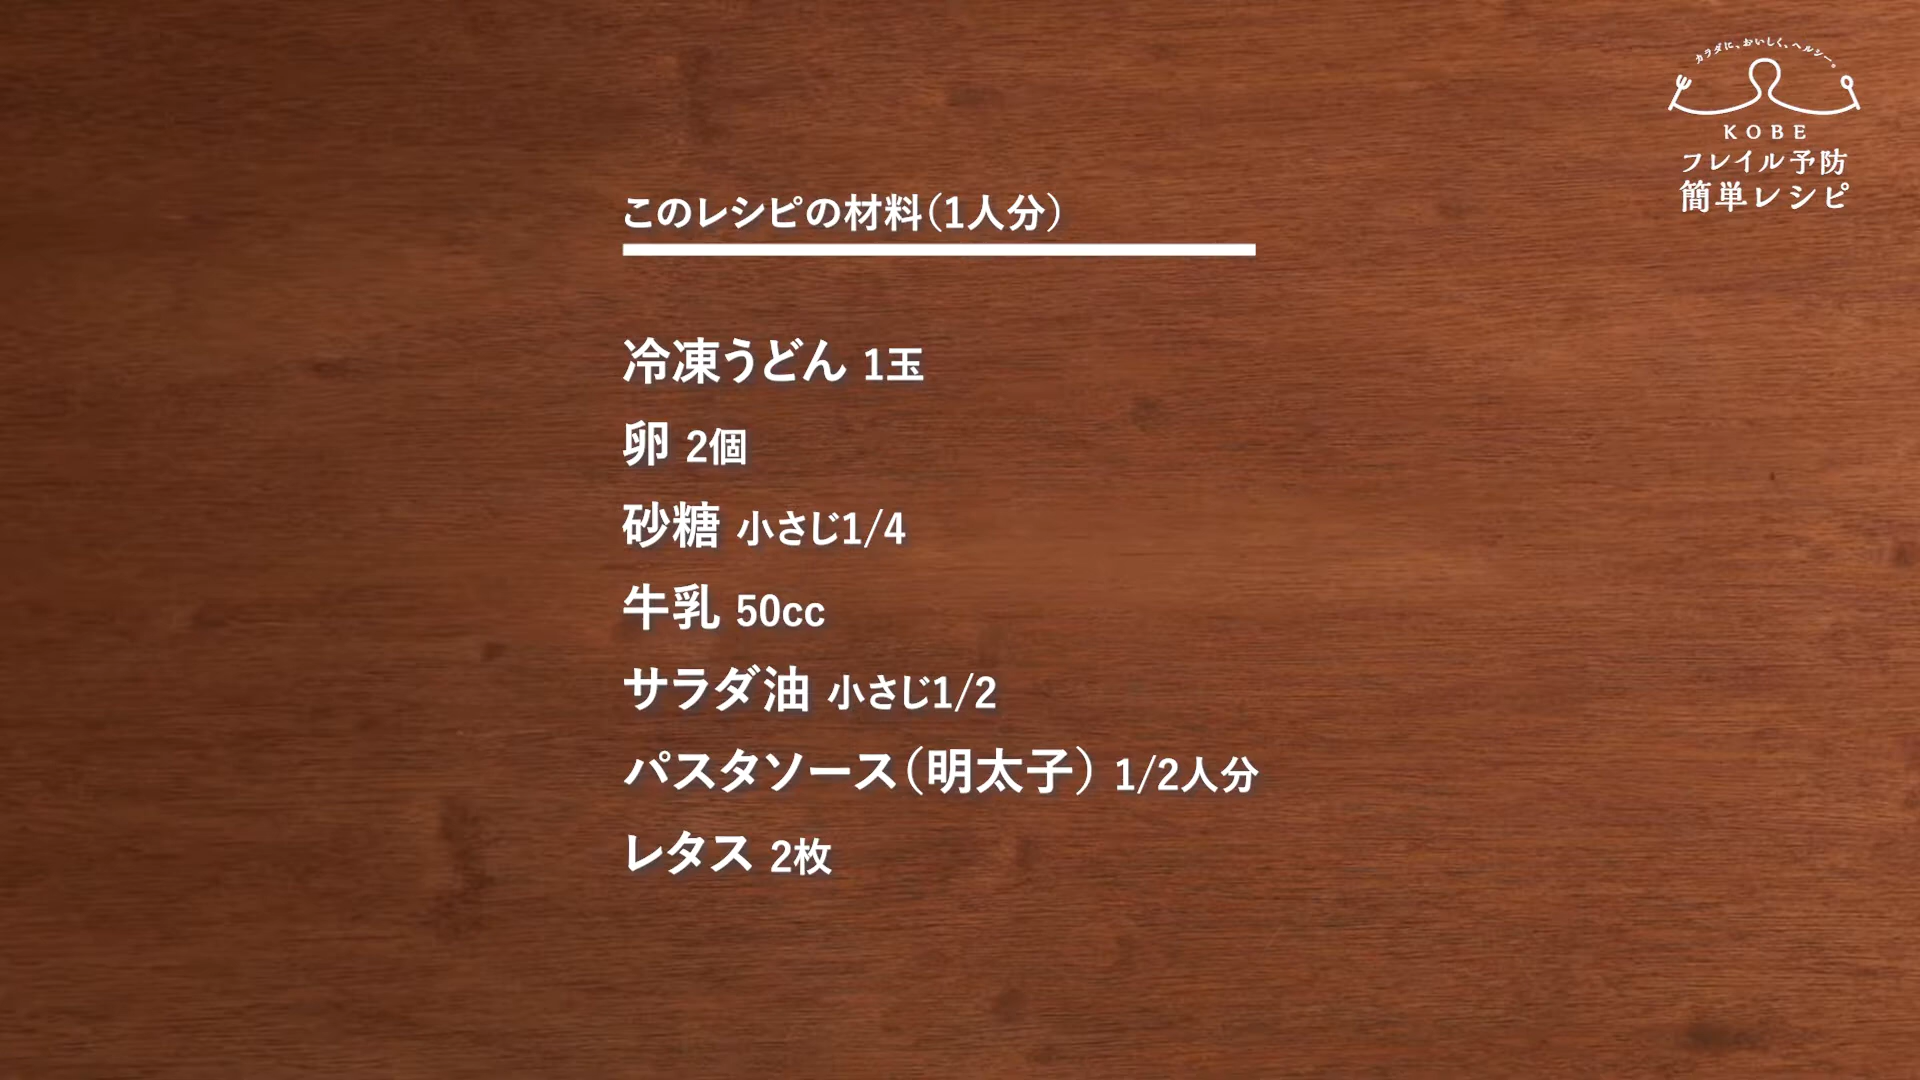 カラダに、おいしく、ヘルシー。
KOBE
フレイル予防
簡単レシピ
このレシピの材料（1人分）
冷凍うどん 1玉
卵 2個
砂糖 小さじ1/4
牛乳 50cc
サラダ油 小さじ1/2
パスタソース（明太子） 1/2人分
レタス 2枚